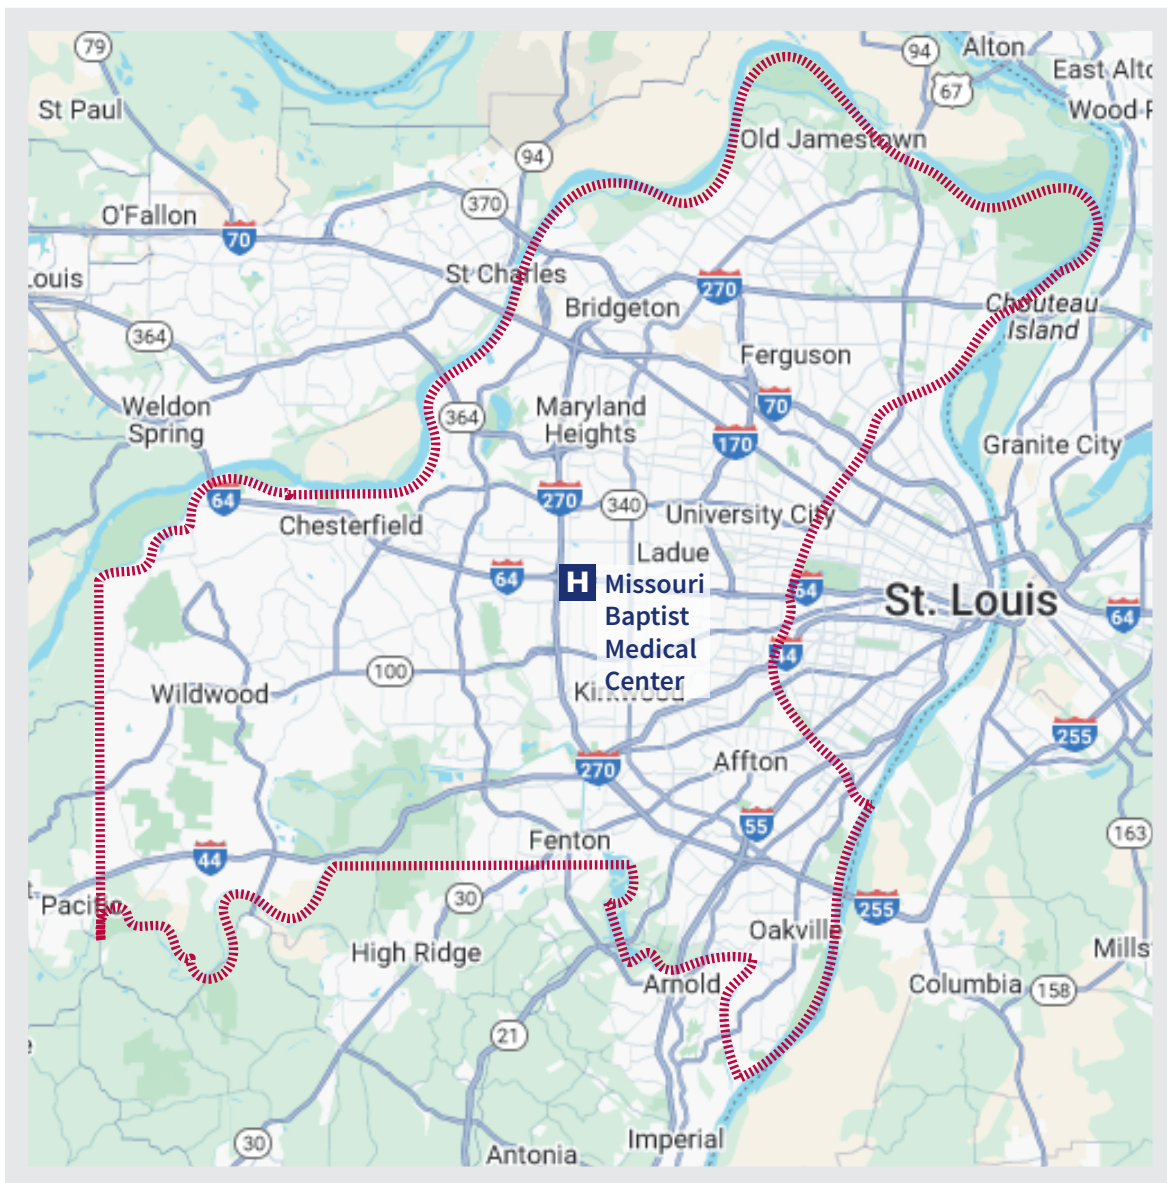 79
94
Alton
East Alto
67
St Paul
Wood R
Old Jamestown
94
370
O'Fallon
70
St Charles
Louis
270
Bridgeton
Chouteau
Island
364
Ferguson
Weldon
Spring
364
Maryland
Heights
70
170
Granite City
64
270
340
Chesterfield
University City
Ladue
64
H Missouri
Baptist
Medical
Center
64
St. Louis
64
44
100
Wildwood
Kirkwood
255
270
Affton
55
Fenton
163
44
30
Pacific
255
Oakville
High Ridge
Mills
Arnold
Columbia
158
21
30
Imperial
Antonia